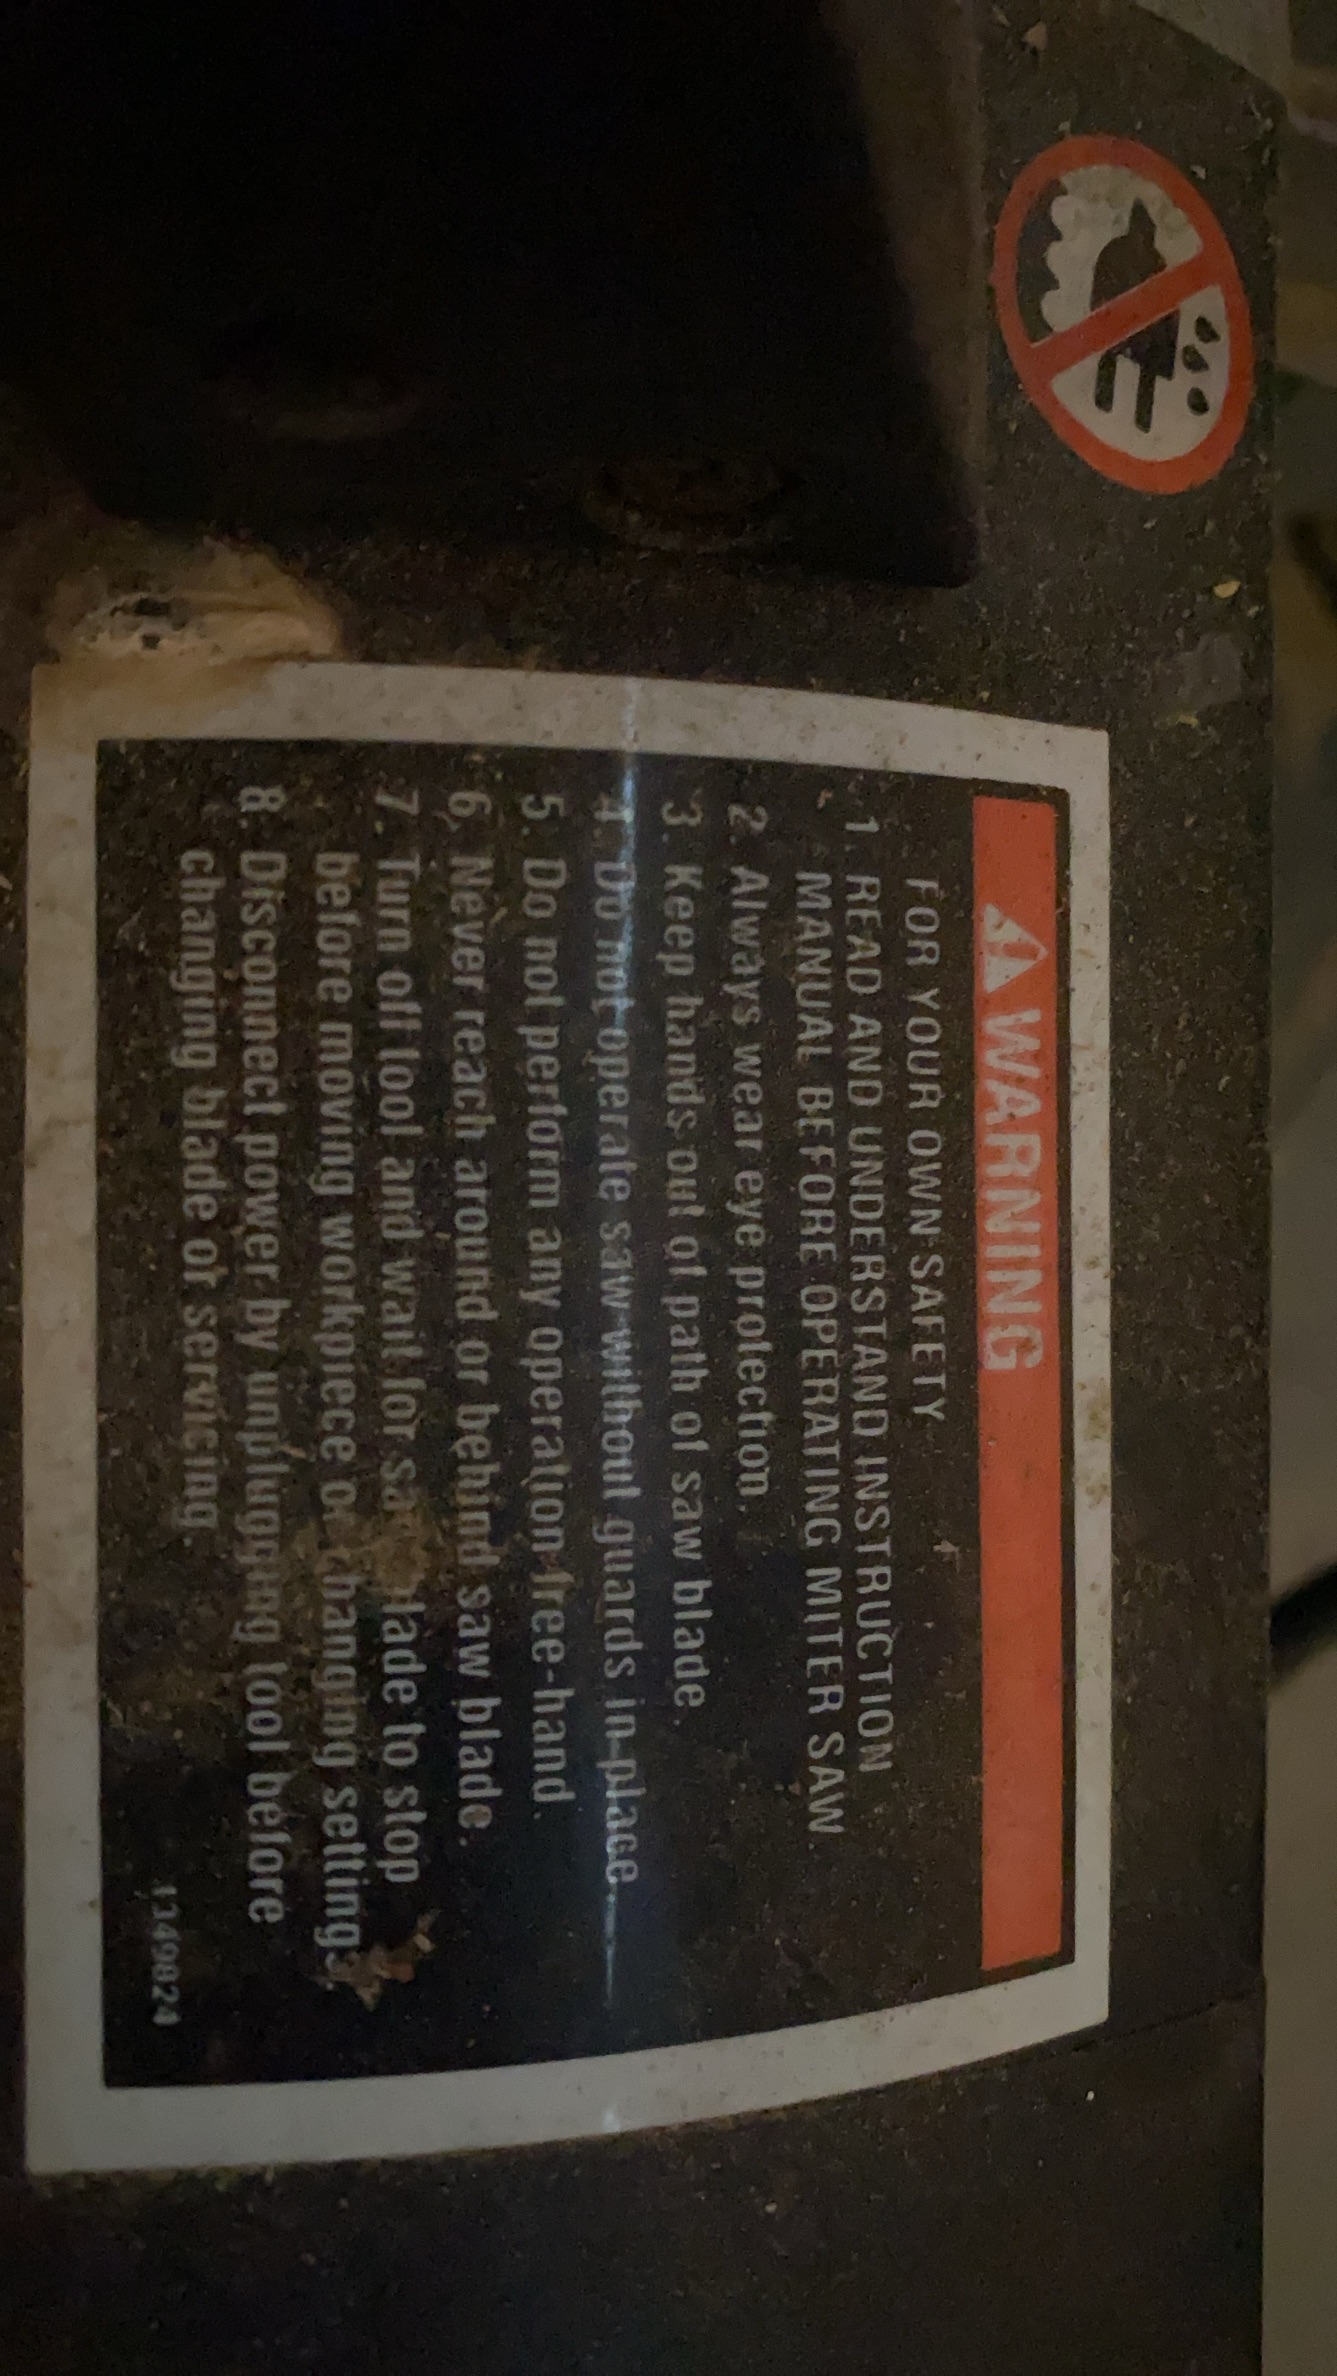 WARNING
FOR YOUR OWN SAFETY
1. READ AND UNDERSTAND INSTRUCTION
MANUAL BEFORE OPERATING MITER SAW.
2. Always wear eye protection.
3. Keep hands out of path of saw blade.
4. Do not operate saw without guards in place.
5. Do not perform any operation free-hand.
6. Never reach around or behind saw blade.
7. Turn off tool and wait for saw blade to stop
before moving workpiece or changing settings.
8. Disconnect power by unplugging tool before
changing blade or servicing